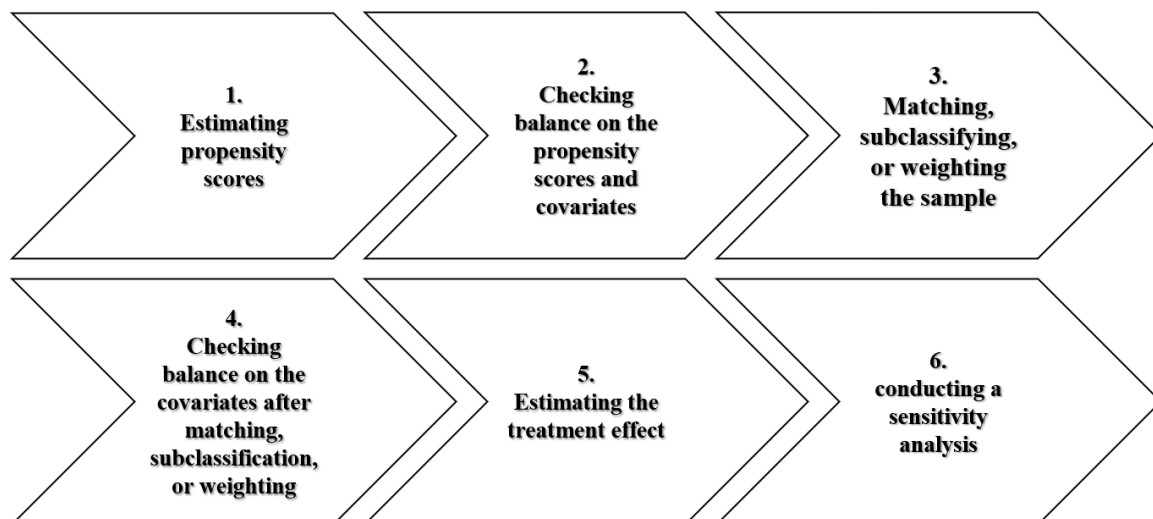 1.
Estimating
propensity
scores
2.
Checking
balance on the
propensity
scores and
covariates
3.
Matching,
subclassifying,
or weighting
the sample
4.
Checking
balance on the
covariates after
matching,
subclassification,
or weighting
5.
Estimating the
treatment effect
6.
conducting a
sensitivity
analysis